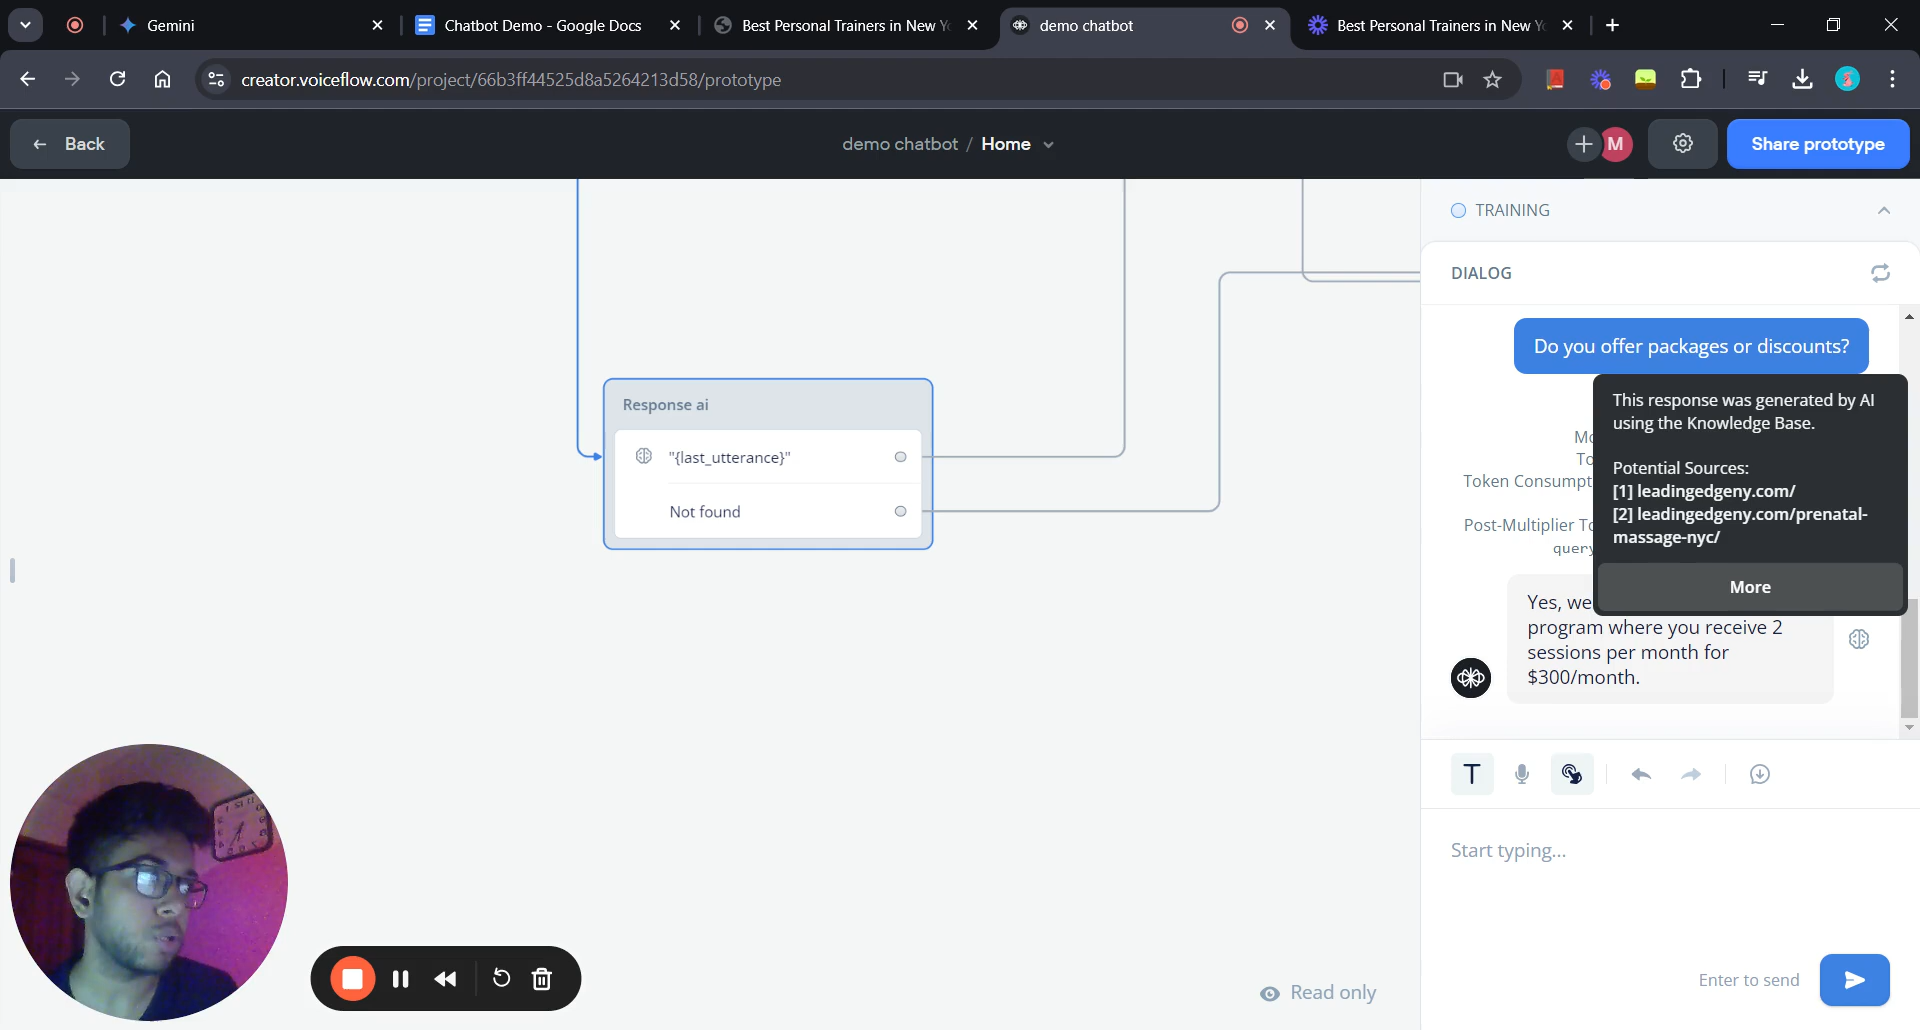 Gemini
Chatbot Demo - Google Docs
Best Personal Trainers in New Y
demo chatbot
Best Personal Trainers in New Y
creator.voiceflow.com/project/66b3ff44525d8a5264213d58/prototype
Back
demo chatbot / Home
M
Share prototype
TRAINING
DIALOG
Do you offer packages or discounts?
This response was generated by AI
using the Knowledge Base.
Potential Sources:
[1] leadingedgeny.com/
[2] leadingedgeny.com/prenatal-
massage-nyc/
More
Token Consumpt
Post-Multiplier To
query
Yes, we
program where you receive 2
sessions per month for
$300/month.
Response ai
"{last_utterance}"
Not found
T
Start typing...
Enter to send
Read only